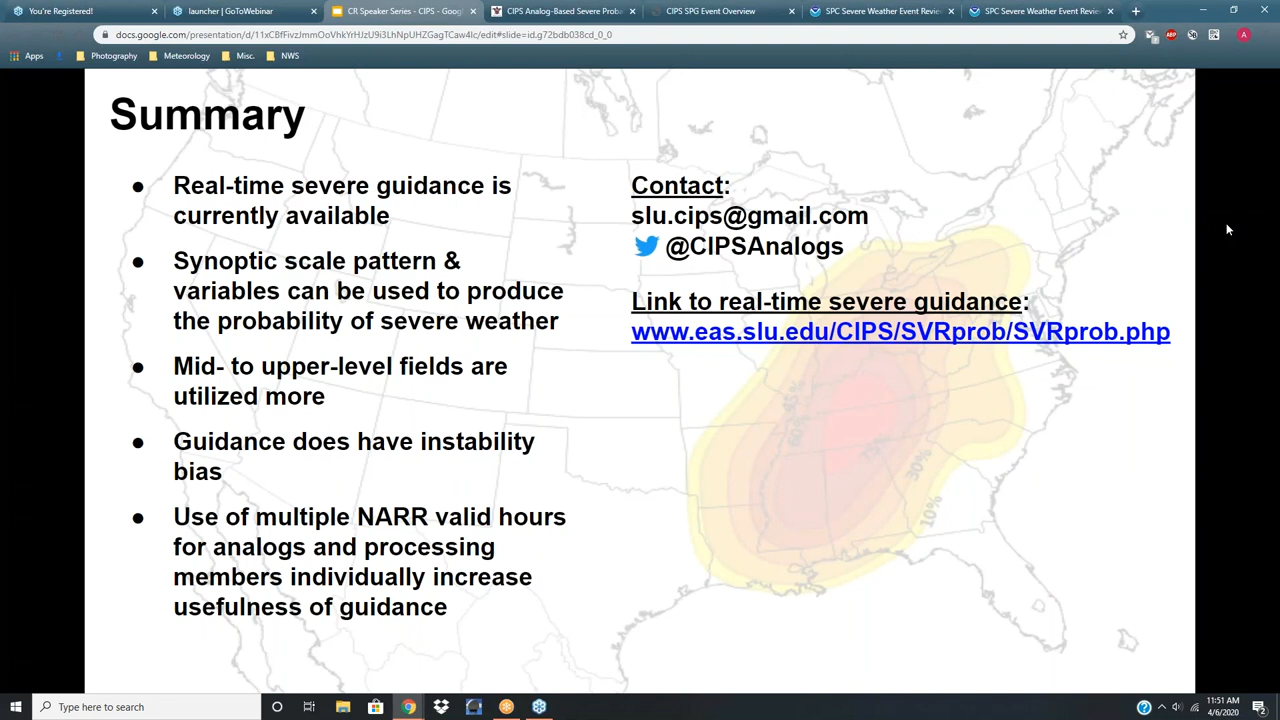 You're Registered!
launcher | GoToWebinar
CR Speaker Series - CIPS - Goog
CIPS Analog-Based Severe Prob
CIPS SPG Event Overview
SPC Severe Weather Event Revie
SPC Severe Weather Event Revie
docs.google.com/presentation/d/11xCBfFivzJmmOoVhkYrHJzU9i3LhNpUHZGagTCaw4Ic/edit#slide=id.g72bdb038cd_0_0
Apps
Photography
Meteorology
Misc.
NWS
Summary
● Real-time severe guidance is
currently available
● Synoptic scale pattern &
variables can be used to produce
the probability of severe weather
● Mid- to upper-level fields are
utilized more
● Guidance does have instability
bias
● Use of multiple NARR valid hours
for analogs and processing
members individually increase
usefulness of guidance
Contact:
slu.cips@gmail.com
@CIPSAnalogs
Link to real-time severe guidance:
www.eas.slu.edu/CIPS/SVRprob/SVRprob.php
30%
10%
Type here to search
11:51 AM
4/6/2020
2